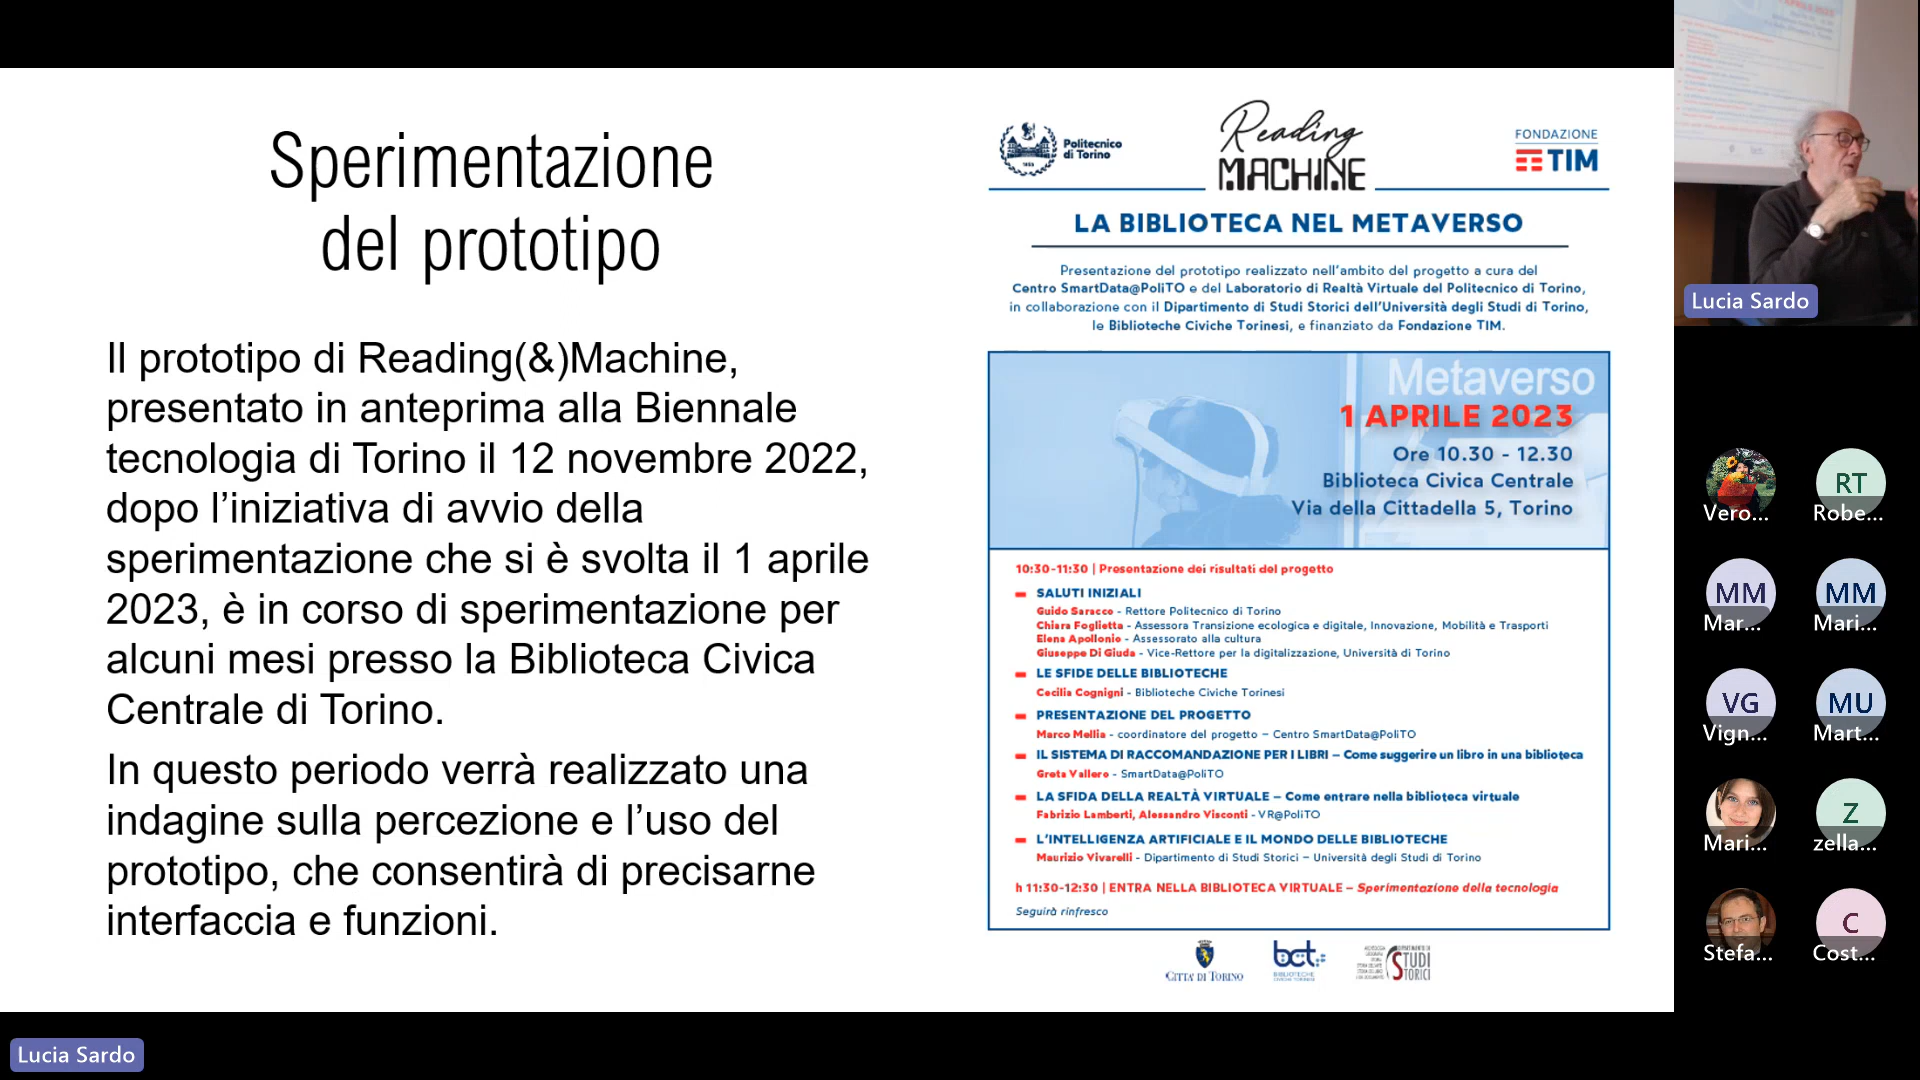 Sperimentazione
del prototipo
Il prototipo di Reading(&)Machine,
presentato in anteprima alla Biennale
tecnologia di Torino il 12 novembre 2022,
dopo l’iniziativa di avvio della
sperimentazione che si è svolta il 1 aprile
2023, è in corso di sperimentazione per
alcuni mesi presso la Biblioteca Civica
Centrale di Torino.
In questo periodo verrà realizzato una
indagine sulla percezione e l’uso del
prototipo, che consentirà di precisarne
interfaccia e funzioni.
Politecnico
di Torino
Reading
MACHINE
FONDAZIONE
TIM
LA BIBLIOTECA NEL METAVERSO
Presentazione del prototipo realizzato nell’ambito del progetto a cura del
Centro SmartData@PoliTO e del Laboratorio di Realtà Virtuale del Politecnico di Torino,
in collaborazione con il Dipartimento di Studi Storici dell’Università degli Studi di Torino,
le Biblioteche Civiche Torinesi, e finanziato da Fondazione TIM.
Metaverso
1 APRILE 2023
Ore 10.30 - 12.30
Biblioteca Civica Centrale
Via della Cittadella 5, Torino
10:30-11:30 | Presentazione dei risultati del progetto
SALUTI INIZIALI
Guido Saracco - Rettore Politecnico di Torino
Chiara Foglietta - Assessora Transizione ecologica e digitale, Innovazione, Mobilità e Trasporti
Elena Apollonio - Assessorato alla cultura
Giuseppe Di Giuda - Vice-Rettore per la digitalizzazione, Università di Torino
LE SFIDE DELLE BIBLIOTECHE
Cecilia Cognigni - Biblioteche Civiche Torinesi
PRESENTAZIONE DEL PROGETTO
Marco Mellia - coordinatore del progetto – Centro SmartData@PoliTO
IL SISTEMA DI RACCOMANDAZIONE PER I LIBRI – Come suggerire un libro in una biblioteca
Greta Vallero - SmartData@PoliTO
LA SFIDA DELLA REALTÀ VIRTUALE – Come entrare nella biblioteca virtuale
Fabrizio Lamberti, Alessandro Visconti - VR@PoliTO
L’INTELLIGENZA ARTIFICIALE E IL MONDO DELLE BIBLIOTECHE
Maurizio Vivarelli - Dipartimento di Studi Storici – Università degli Studi di Torino
h 11:30-12:30 | ENTRA NELLA BIBLIOTECA VIRTUALE – Sperimentazione della tecnologia
Seguirà rinfresco
CITTA' DI TORINO
bct
BIBLIOTECHE
CIVICHE TORINESI
STUDI
STORICI
Lucia Sardo
Vero...
RT
Robe...
MM
Mar...
MM
Mari...
VG
Vign...
MU
Mart...
Mari...
Z
zella...
Stefa...
C
Cost...
Lucia Sardo